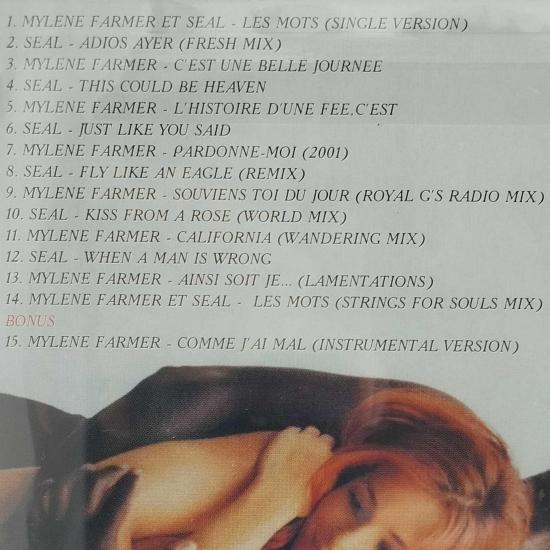 1. MYLENE FARMER ET SEAL - LES MOTS (SINGLE VERSION)
2. SEAL - ADIOS AYER (FRESH MIX)
3. MYLENE FARMER - C'EST UNE BELLE JOURNEE
4. SEAL - THIS COULD BE HEAVEN
5. MYLENE FARMER - L'HISTOIRE D'UNE FEE,C'EST
6. SEAL - JUST LIKE YOU SAID
7. MYLENE FARMER - PARDONNE-MOI (2001)
8. SEAL - FLY LIKE AN EAGLE (REMIX)
9. MYLENE FARMER - SOUVIENS TOI DU JOUR (ROYAL G'S RADIO MIX)
10. SEAL - KISS FROM A ROSE (WORLD MIX)
11. MYLENE FARMER - CALIFORNIA (WANDERING MIX)
12. SEAL - WHEN A MAN IS WRONG
13. MYLENE FARMER - AINSI SOIT JE... (LAMENTATIONS)
14. MYLENE FARMER ET SEAL - LES MOTS (STRINGS FOR SOULS MIX)
BONUS
15. MYLENE FARMER - COMME J'AI MAL (INSTRUMENTAL VERSION)